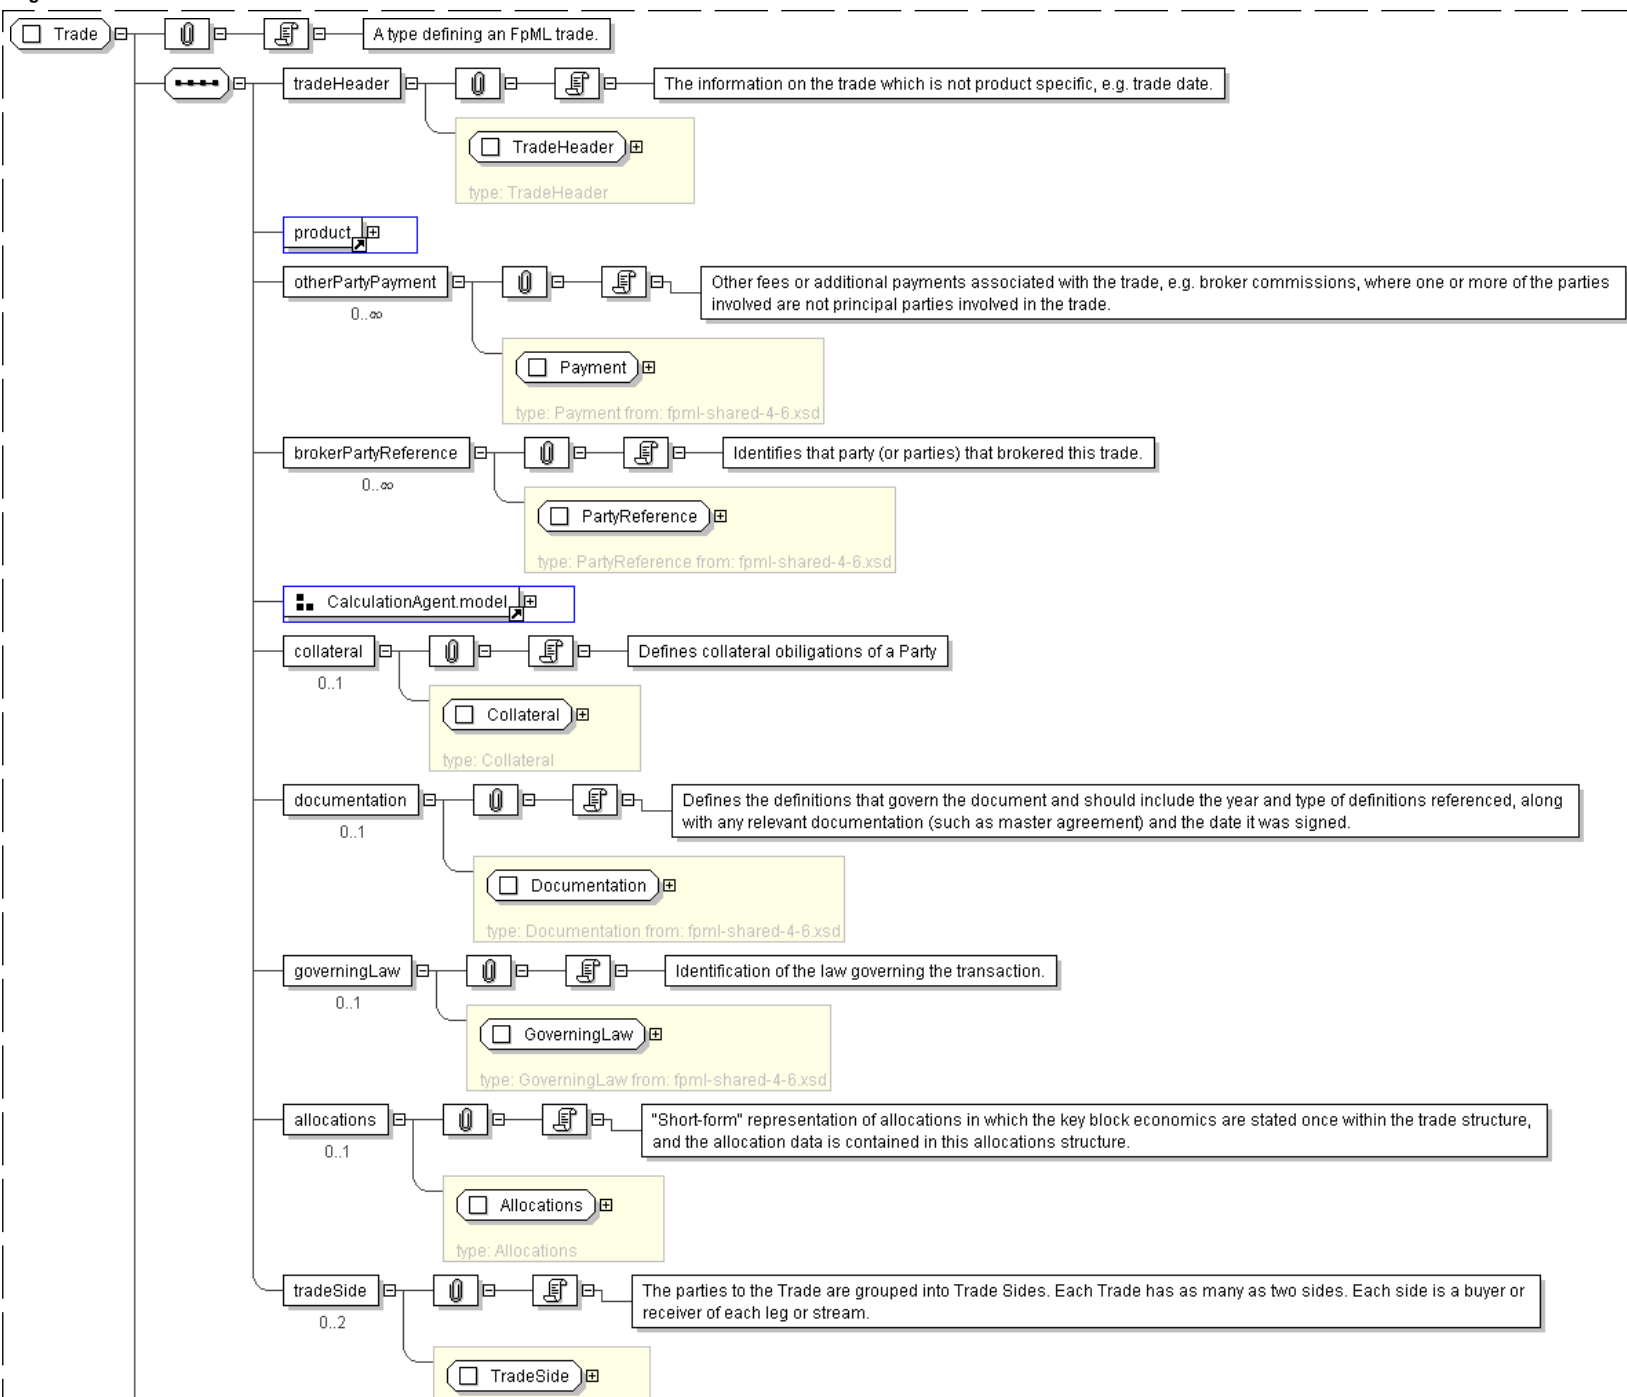 Trade
A type defining an FpML trade.
tradeHeader
The information on the trade which is not product specific, e.g. trade date.
TradeHeader
type: TradeHeader
product
otherPartyPayment
0..∞
Other fees or additional payments associated with the trade, e.g. broker commissions, where one or more of the parties
involved are not principal parties involved in the trade.
Payment
type: Payment from: fpml-shared-4-6.xsd
brokerPartyReference
0..∞
Identifies that party (or parties) that brokered this trade.
PartyReference
type: PartyReference from: fpml-shared-4-6.xsd
CalculationAgent.model
collateral
0..1
Defines collateral obiligations of a Party
Collateral
type: Collateral
documentation
0..1
Defines the definitions that govern the document and should include the year and type of definitions referenced, along
with any relevant documentation (such as master agreement) and the date it was signed.
Documentation
type: Documentation from: fpml-shared-4-6.xsd
governingLaw
0..1
Identification of the law governing the transaction.
GoverningLaw
type: GoverningLaw from: fpml-shared-4-6.xsd
allocations
0..1
"Short-form" representation of allocations in which the key block economics are stated once within the trade structure,
and the allocation data is contained in this allocations structure.
Allocations
type: Allocations
tradeSide
0..2
The parties to the Trade are grouped into Trade Sides. Each Trade has as many as two sides. Each side is a buyer or
receiver of each leg or stream.
TradeSide